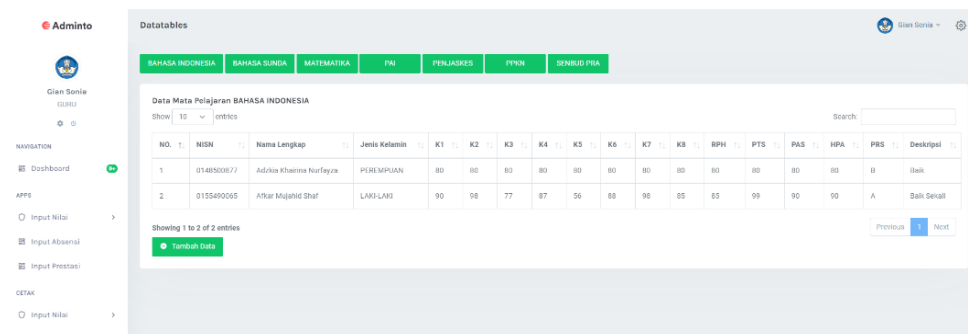 Adminto
Datatables
Gian Sonia
BAHASA INDONESIA BAHASA SUNDA MATEMATIKA PAI PENJASKES PPKN SENBUD PRA
Gian Sonia
GURU
Data Mata Pelajaran BAHASA INDONESIA
Show 10 entries
Search:
NO. NISN Nama Lengkap Jenis Kelamin K1 K2 K3 K4 K5 K6 K7 K8 RPH PTS PAS HPA PRS Deskripsi
1 0148500877 Adzkia Khairina Nurfayza PEREMPUAN 80 80 80 80 80 80 80 80 80 80 80 80 B Baik
2 0155490065 Afkar Mujahid Shaf LAKI-LAKI 90 98 77 87 56 88 98 85 85 99 90 90 A Baik Sekali
Showing 1 to 2 of 2 entries
Previous 1 Next
Tambah Data
NAVIGATION
Dashboard 9+
APPS
Input Nilai
Input Absensi
Input Prestasi
CETAK
Input Nilai